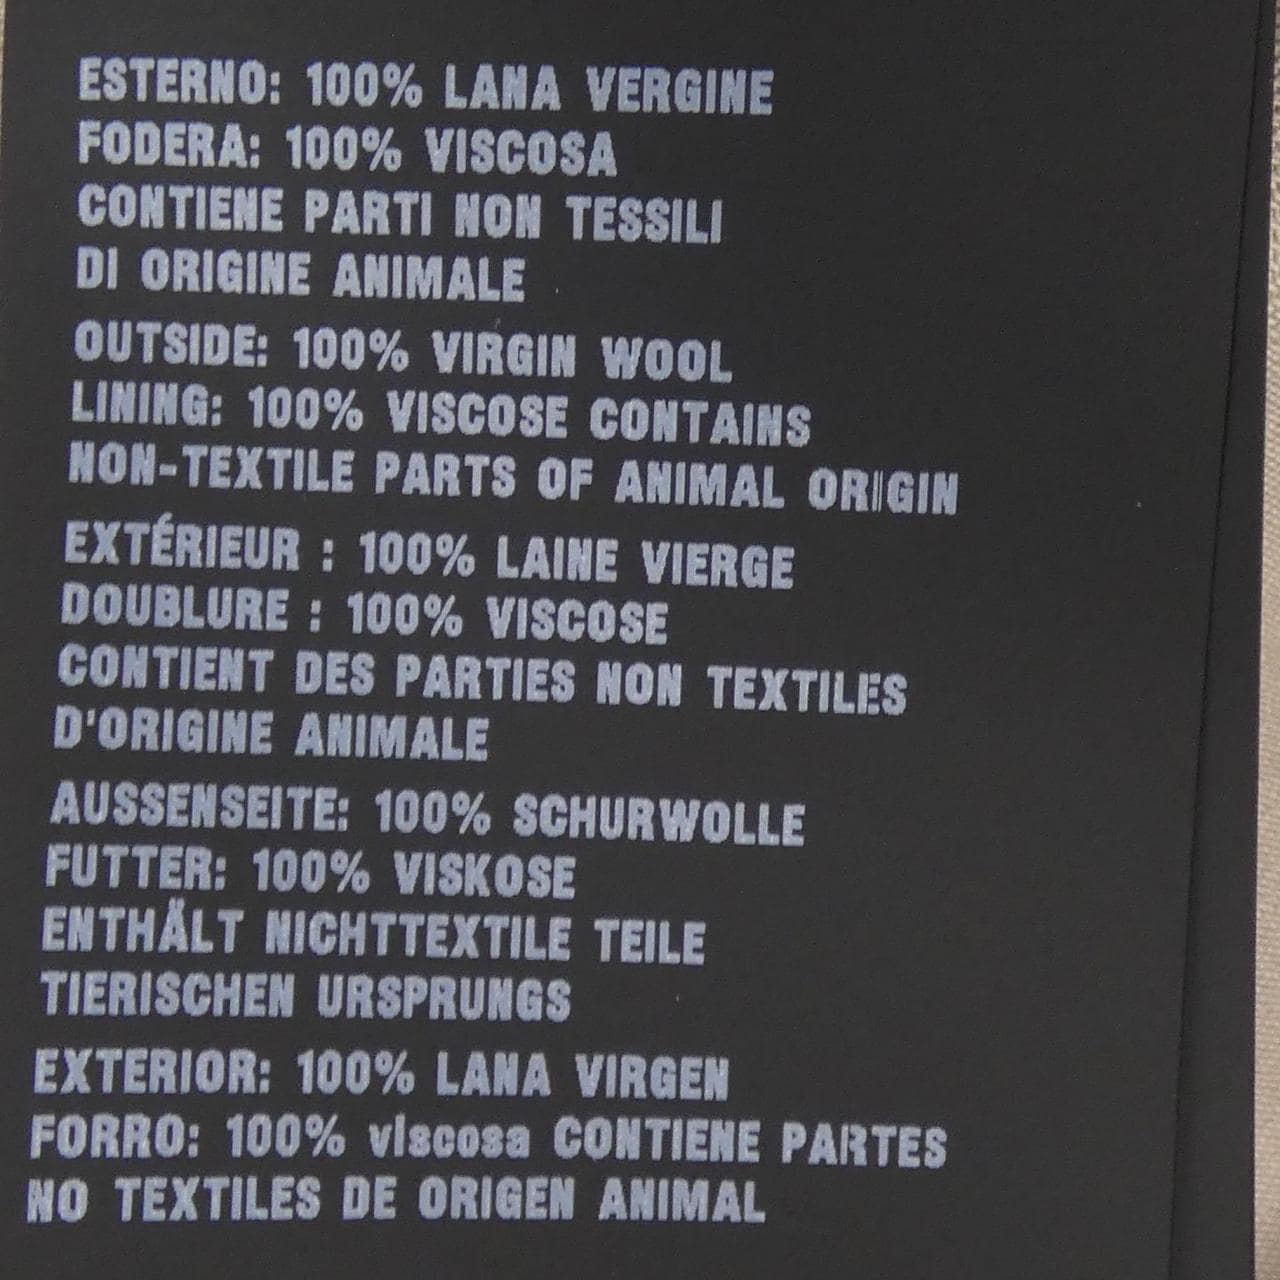 ESTERNO: 100% LANA VERGINE
FODERA: 100% VISCOSA
CONTIENE PARTI NON TESSILI
DI ORIGINE ANIMALE
OUTSIDE: 100% VIRGIN WOOL
LINING: 100% VISCOSE CONTAINS
NON-TEXTILE PARTS OF ANIMAL ORIGIN
EXTÉRIEUR : 100% LAINE VIERGE
DOUBLURE : 100% VISCOSE
CONTIENT DES PARTIES NON TEXTILES
D'ORIGINE ANIMALE
AUSSENSEITE: 100% SCHURWOLLE
FUTTER: 100% VISKOSE
ENTHÄLT NICHTTEXTILE TEILE
TIERISCHEN URSPRUNGS
EXTERIOR: 100% LANA VIRGEN
FORRO: 100% viscosa CONTIENE PARTES
NO TEXTILES DE ORIGEN ANIMAL